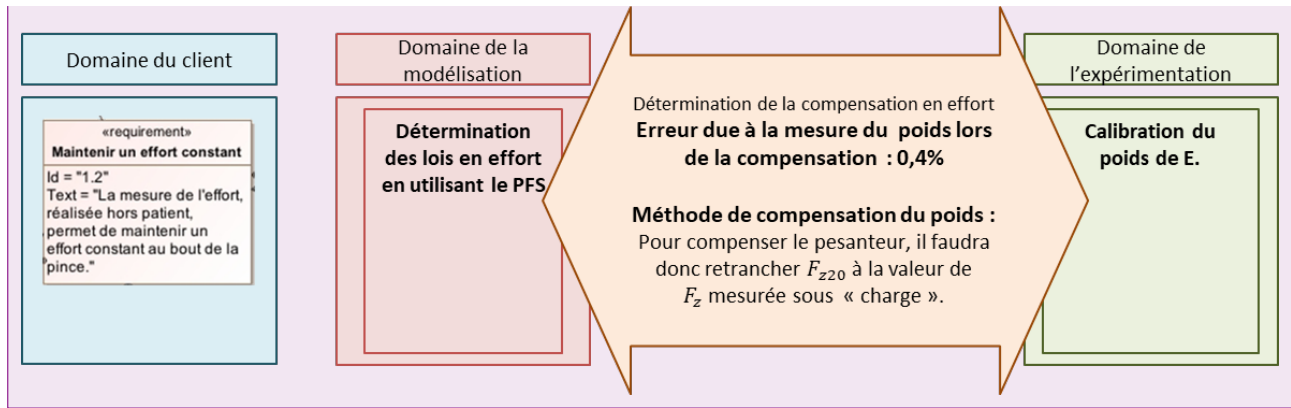 Domaine du client
«requirement»
Maintenir un effort constant
Id = "1.2"
Text = "La mesure de l'effort,
réalisée hors patient,
permet de maintenir un
effort constant au bout de la
pince."
Domaine de la
modélisation
Détermination
des lois en effort
en utilisant le PFS
Détermination de la compensation en effort
Erreur due à la mesure du poids lors
de la compensation : 0,4%
Méthode de compensation du poids :
Pour compenser le pesanteur, il faudra
donc retrancher F_{z20} à la valeur de
F_z mesurée sous « charge ».
Domaine de
l'expérimentation
Calibration du
poids de E.